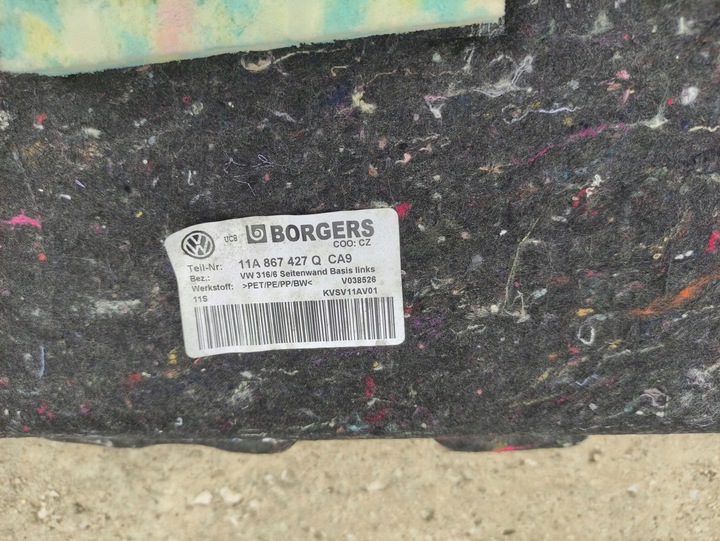 UCB BORGERS
COO: CZ
Teil-Nr: 11A 867 427 Q CA9
Bez.: VW 316/6 Seitenwand Basis links
Werkstoff: >PET/PE/PP/BW< V038526
11S KVSV11AV01